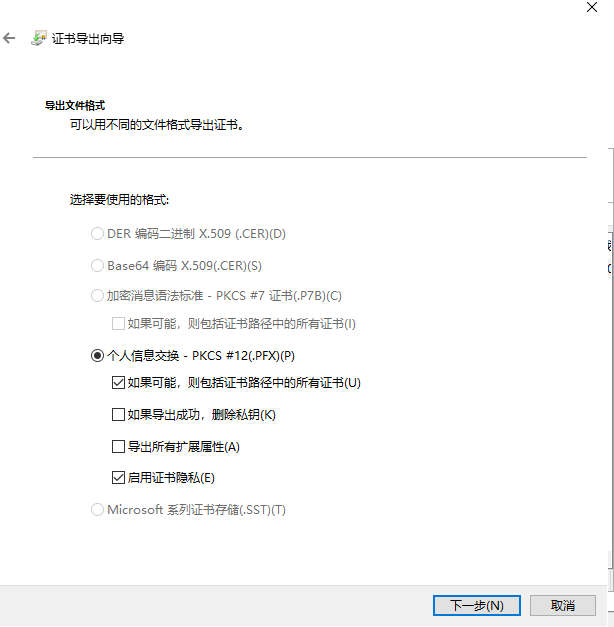 证书导出向导
导出文件格式
可以用不同的文件格式导出证书。
选择要使用的格式:
DER 编码二进制 X.509 (.CER)(D)
Base64 编码 X.509(.CER)(S)
加密消息语法标准 - PKCS #7 证书(.P7B)(C)
如果可能，则包括证书路径中的所有证书(I)
个人信息交换 - PKCS #12(.PFX)(P)
如果可能，则包括证书路径中的所有证书(U)
如果导出成功，删除私钥(K)
导出所有扩展属性(A)
启用证书隐私(E)
Microsoft 系列证书存储(.SST)(T)
下一步(N)
取消